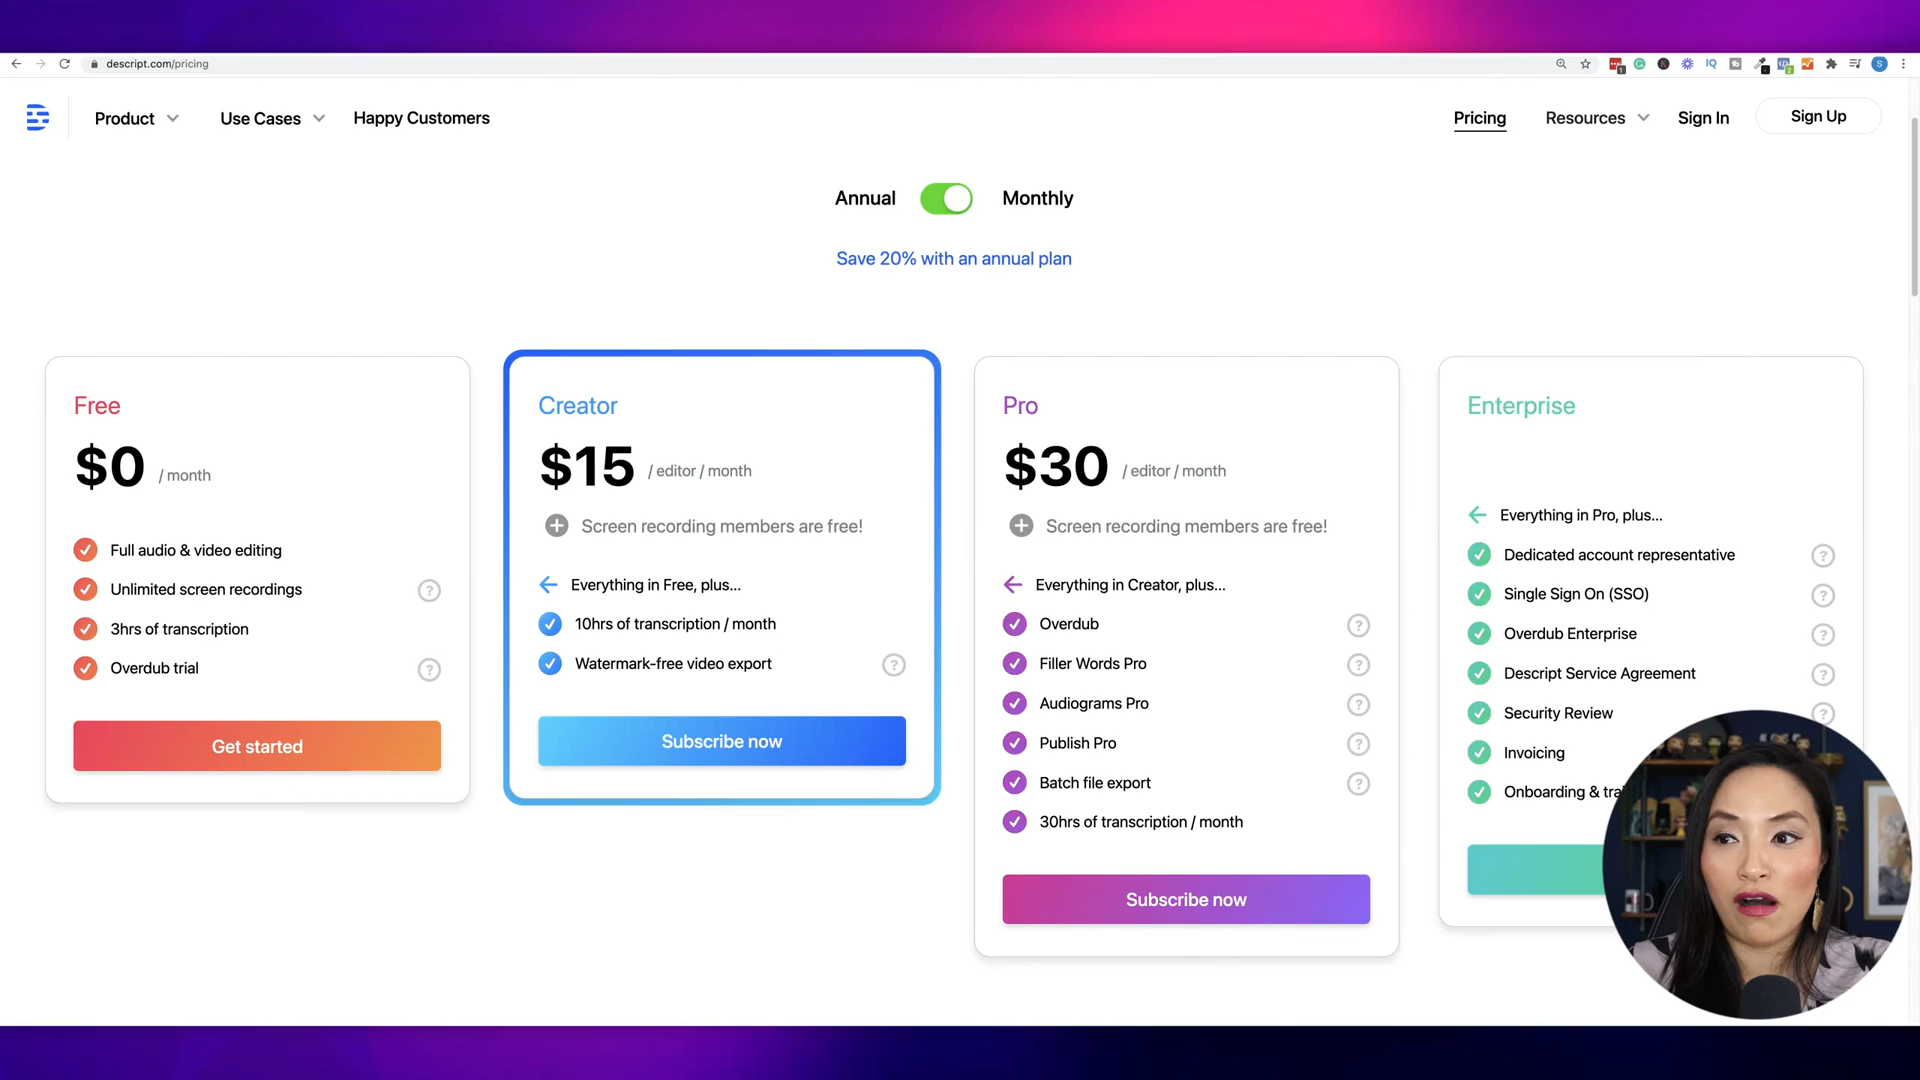 descript.com/pricing
Product
Use Cases
Happy Customers
Pricing
Resources
Sign In
Sign Up
Annual
Monthly
Save 20% with an annual plan
Free
$0 / month
Full audio & video editing
Unlimited screen recordings ?
3hrs of transcription
Overdub trial ?
Get started
Creator
$15 / editor / month
Screen recording members are free!
Everything in Free, plus...
10hrs of transcription / month
Watermark-free video export ?
Subscribe now
Pro
$30 / editor / month
Screen recording members are free!
Everything in Creator, plus...
Overdub ?
Filler Words Pro ?
Audiograms Pro ?
Publish Pro ?
Batch file export ?
30hrs of transcription / month
Subscribe now
Enterprise
Everything in Pro, plus...
Dedicated account representative ?
Single Sign On (SSO) ?
Overdub Enterprise ?
Descript Service Agreement ?
Security Review ?
Invoicing
Onboarding &